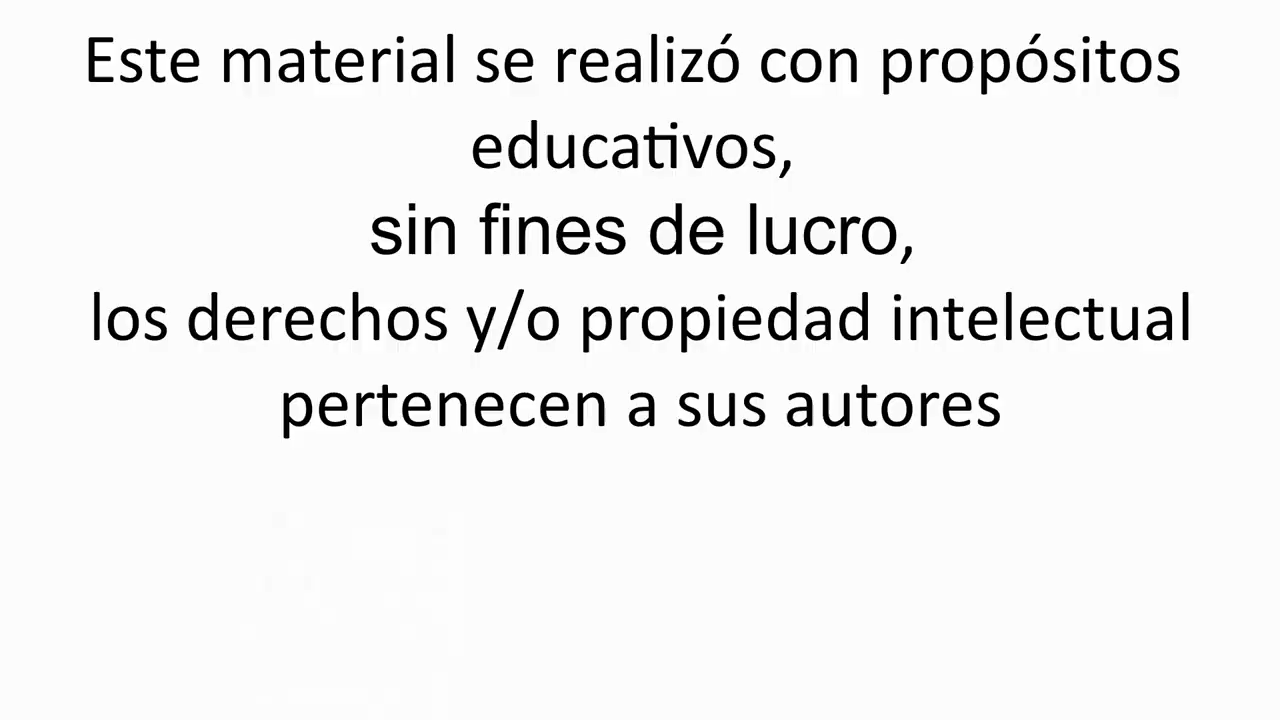 Este material se realizó con propósitos
educativos,
sin fines de lucro,
los derechos y/o propiedad intelectual
pertenecen a sus autores